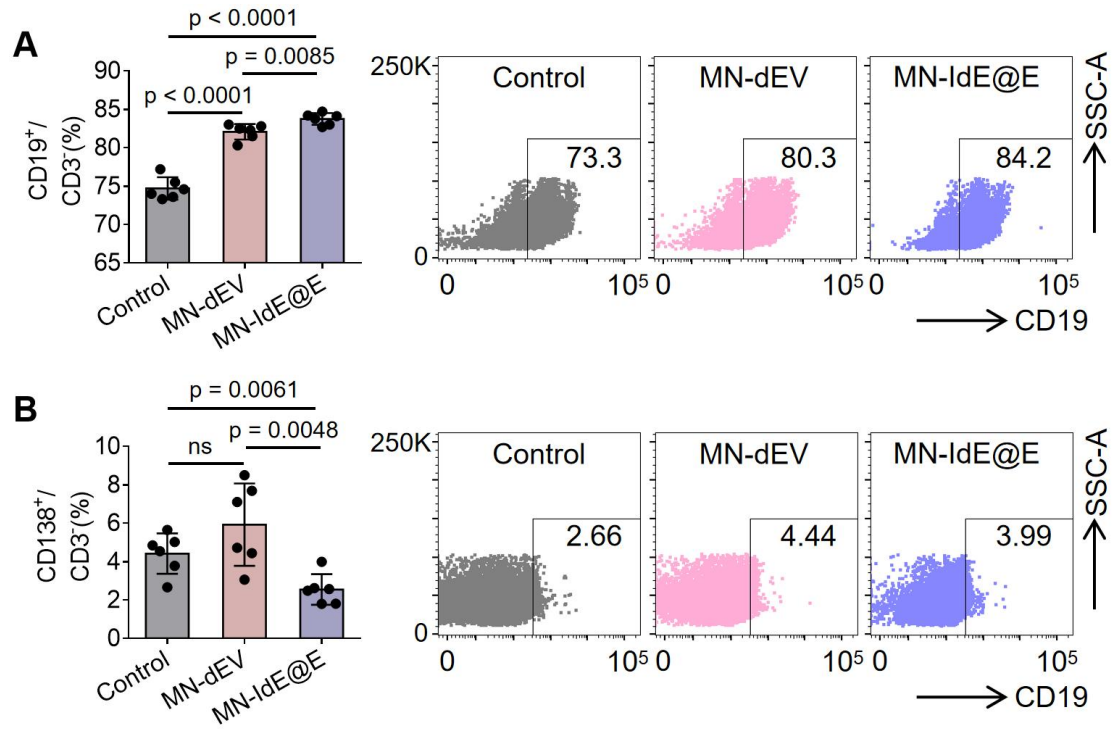 A
p < 0.0001
p = 0.0085
p < 0.0001
CD19⁺/
CD3⁻(%)
90
85
80
75
70
65
Control
MN-dEV
MN-IdE@E
250K
0
Control
73.3
0
10⁵
MN-dEV
80.3
0
10⁵
MN-IdE@E
84.2
0
10⁵
SSC-A
CD19
B
p = 0.0061
p = 0.0048
ns
CD138⁺/
CD3⁻(%)
10
8
6
4
2
0
Control
MN-dEV
MN-IdE@E
250K
0
Control
2.66
0
10⁵
MN-dEV
4.44
0
10⁵
MN-IdE@E
3.99
0
10⁵
SSC-A
CD19